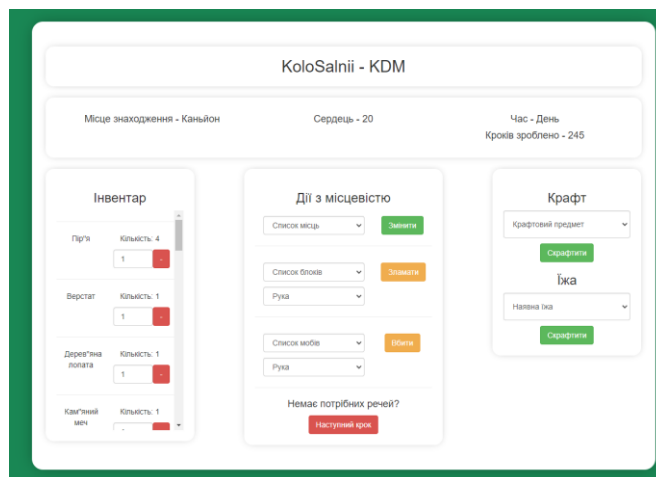 KoloSalnii - KDM
Місце знаходження - Каньйон
Сердець - 20
Час - День
Кроків зроблено - 245
Інвентар
Пір"я
Кількість: 4
1
-
Верстат
Кількість: 1
1
-
Дерев"яна
лопата
Кількість: 1
1
-
Кам"яний
меч
Кількість: 1
Дії з місцевістю
Список місць
Змінити
Список блоків
Зламати
Рука
Список мобів
Вбити
Рука
Немає потрібних речей?
Наступний крок
Крафт
Крафтовий предмет
Скрафтити
Їжа
Наявна їжа
Скрафтити